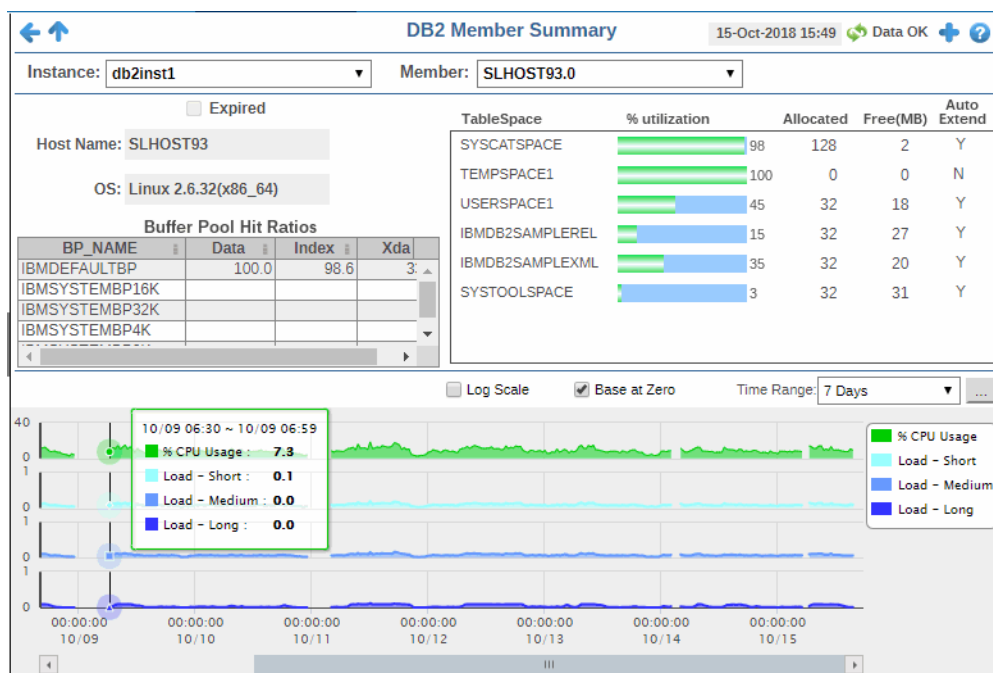 DB2 Member Summary 15-Oct-2018 15:49 Data OK
Instance: db2inst1 Member: SLHOST93.0
Expired
Host Name: SLHOST93
OS: Linux 2.6.32(x86_64)
Buffer Pool Hit Ratios
BP_NAME Data Index Xda
IBMDEFAULTBP 100.0 98.6
IBMSYSTEMBP16K
IBMSYSTEMBP32K
IBMSYSTEMBP4K
TableSpace % utilization Allocated Free(MB) Auto Extend
SYSCATSPACE 98 128 2 Y
TEMPSPACE1 100 0 0 N
USERSPACE1 45 32 18 Y
IBMDB2SAMPLEREL 15 32 27 Y
IBMDB2SAMPLEXML 35 32 20 Y
SYSTOOLSPACE 3 32 31 Y
Log Scale Base at Zero Time Range: 7 Days ...
40
0
1
0
1
0
1
0
10/09 06:30 ~ 10/09 06:59
% CPU Usage : 7.3
Load - Short : 0.1
Load - Medium : 0.0
Load - Long : 0.0
% CPU Usage
Load - Short
Load - Medium
Load - Long
00:00:00 00:00:00 00:00:00 00:00:00 00:00:00 00:00:00 00:00:00
10/09 10/10 10/11 10/12 10/13 10/14 10/15